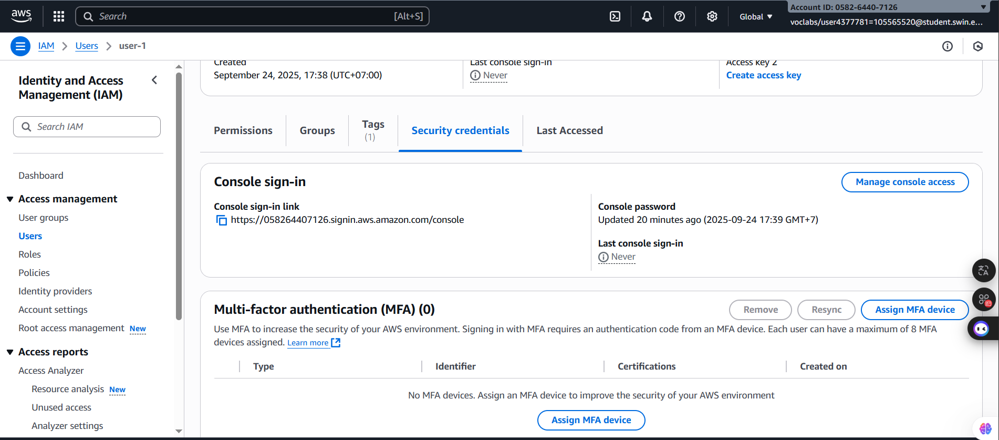 aws
Search
[Alt+S]
Global
Account ID: 0582-6440-7126
voclabs/user4377781=105565520@student.swin.e...
IAM
Users
user-1
Identity and Access
Management (IAM)
Search IAM
Dashboard
Access management
User groups
Users
Roles
Policies
Identity providers
Account settings
Root access management New
Access reports
Access Analyzer
Resource analysis New
Unused access
Analyzer settings
Created
September 24, 2025, 17:38 (UTC+07:00)
Last console sign-in
Never
Access key 2
Create access key
Permissions
Groups
Tags
(1)
Security credentials
Last Accessed
Console sign-in
Manage console access
Console sign-in link
https://058264407126.signin.aws.amazon.com/console
Console password
Updated 20 minutes ago (2025-09-24 17:39 GMT+7)
Last console sign-in
Never
Multi-factor authentication (MFA) (0)
Remove
Resync
Assign MFA device
Use MFA to increase the security of your AWS environment. Signing in with MFA requires an authentication code from an MFA device. Each user can have a maximum of 8 MFA
devices assigned. Learn more
Type
Identifier
Certifications
Created on
No MFA devices. Assign an MFA device to improve the security of your AWS environment
Assign MFA device